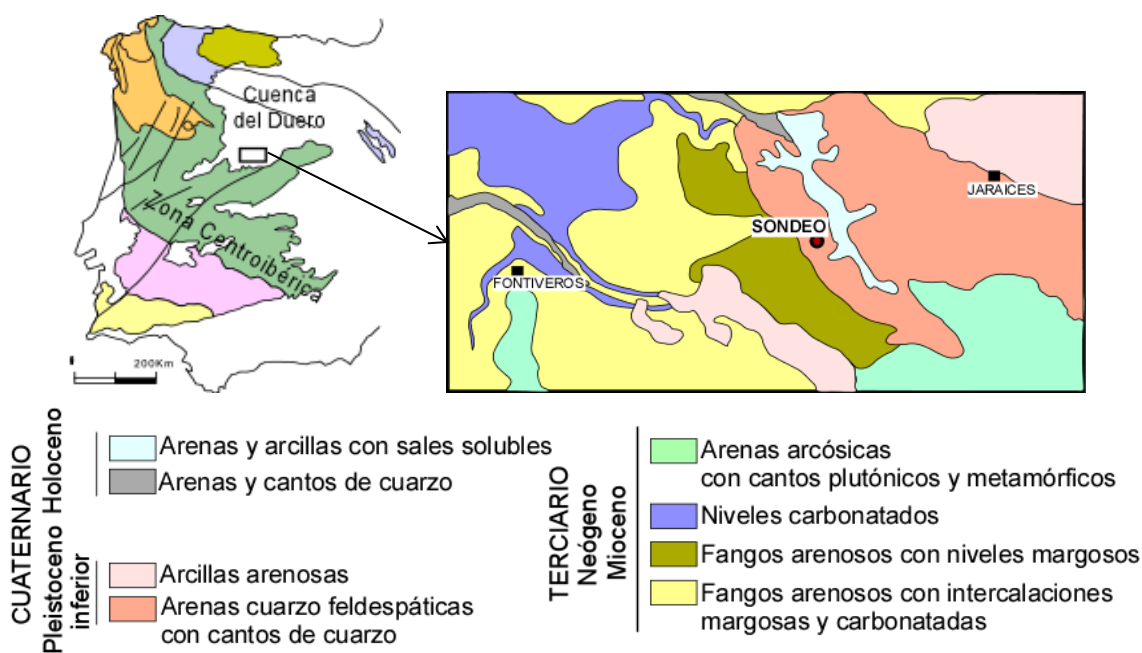 Cuenca
del Duero
Zona Centroibérica
200Km
JARAICES
SONDEO
FONTIVEROS
CUATERNARIO
Pleistoceno Holoceno
inferior
Arenas y arcillas con sales solubles
Arenas y cantos de cuarzo
Arcillas arenosas
Arenas cuarzo feldespáticas
con cantos de cuarzo
TERCIARIO
Neógeno
Mioceno
Arenas arcósicas
con cantos plutónicos y metamórficos
Niveles carbonatados
Fangos arenosos con niveles margosos
Fangos arenosos con intercalaciones
margosas y carbonatadas